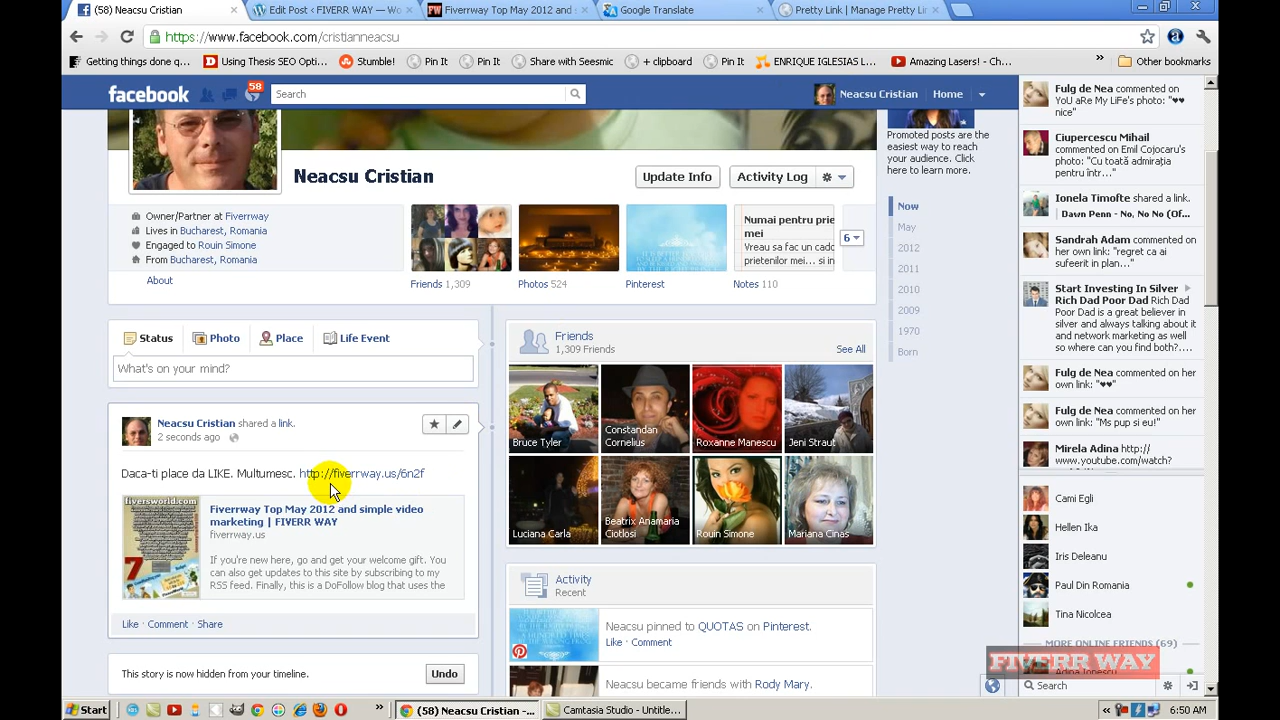 (58) Neacsu Cristian
Edit Post ‹ FIVERR WAY — Wo
Fiverrway Top May 2012 and s
Google Translate
Pretty Link | Manage Pretty Lin
https://www.facebook.com/cristianneacsu
Getting things done q...
Using Thesis SEO Opti...
Stumble!
Pin It
Pin It
Share with Seesmic
+ clipboard
Pin It
ENRIQUE IGLESIAS L...
Amazing Lasers! - Ch...
Other bookmarks
facebook
58
Search
Neacsu Cristian
Home
Neacsu Cristian
Update Info
Activity Log
Owner/Partner at Fiverrway
Lives in Bucharest, Romania
Engaged to Rouin Simone
From Bucharest, Romania
About
Friends 1,309
Photos 524
Pinterest
Numai pentru prie
mei
Vreau sa fac un cado
prietenilor mei... si in
Notes 110
6
Promoted posts are the
easiest way to reach
your audience. Click
here to learn more.
Now
May
2012
2011
2010
2009
1970
Born
Status
Photo
Place
Life Event
What's on your mind?
Neacsu Cristian shared a link.
2 seconds ago
Daca-ti place da LIKE. Multumesc. http://fiverrway.us/6n2f
fiversworld.com
7
Fiverrway Top May 2012 and simple video
marketing | FIVERR WAY
fiverrway.us
If you're new here, go and get your welcome gift. You
can also get updates to this site by subscribing to my
RSS feed. Finally, this is a DoFollow blog that uses the
Like · Comment · Share
This story is now hidden from your timeline.
Undo
Friends
1,309 Friends
See All
Bruce Tyler
Constandan
Cornelius
Roxanne Manescu
Jeni Straut
Luciana Carla
Beatrix Anamaria
Ciotlosi
Rouin Simone
Mariana Cinas
Activity
Recent
Neacsu pinned to QUOTAS on Pinterest.
Like · Comment
Neacsu became friends with Rody Mary.
Fulg de Nea
commented on
YoU aRe My LiFe's photo: "♥♥
nice"
Ciupercescu Mihail
commented on Emil Cojocaru's
photo: "Cu toată admiraţia
pentru într..."
Ionela Timofte shared a link.
Dawn Penn - No, No No (Of...
Sandrah Adam commented on
her own link: "regret ca ai
sufeerit in plan..."
Start Investing In Silver
Rich Dad Poor Dad Rich Dad
Poor Dad is a great believer in
silver and always talking about it
and network marketing as well
so where can you find both?....
Fulg de Nea commented on her
own link: "♥♥"
Fulg de Nea commented on her
own link: "Ms pup si eu!"
Mirela Adina http://
www.youtube.com/watch?
Cami Egli
Hellen Ika
Iris Deleanu
Paul Din Romania
Tina Nicolcea
MORE ONLINE FRIENDS (69)
Adina Ionescu
FIVERR WAY
Search
Start
(58) Neacsu Cristian -...
Camtasia Studio - Untitle...
6:50 AM